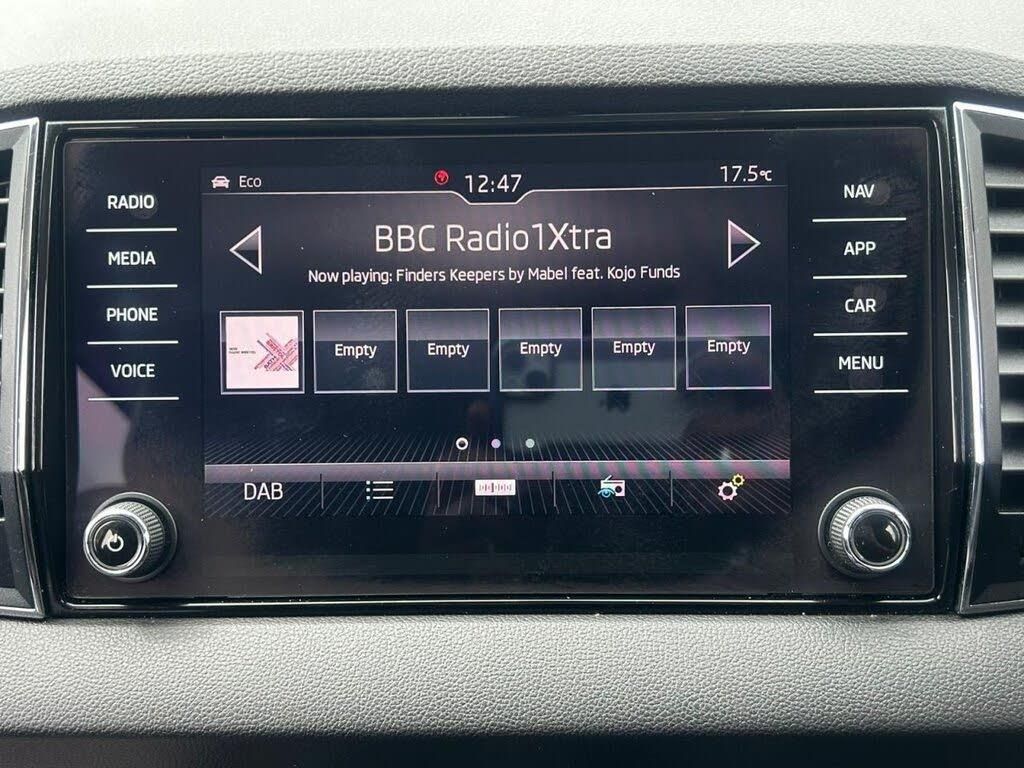 Eco
12:47
17.5°C
RADIO
MEDIA
PHONE
VOICE
BBC Radio1Xtra
Now playing: Finders Keepers by Mabel feat. Kojo Funds
Empty Empty Empty Empty Empty
DAB
NAV
APP
CAR
MENU